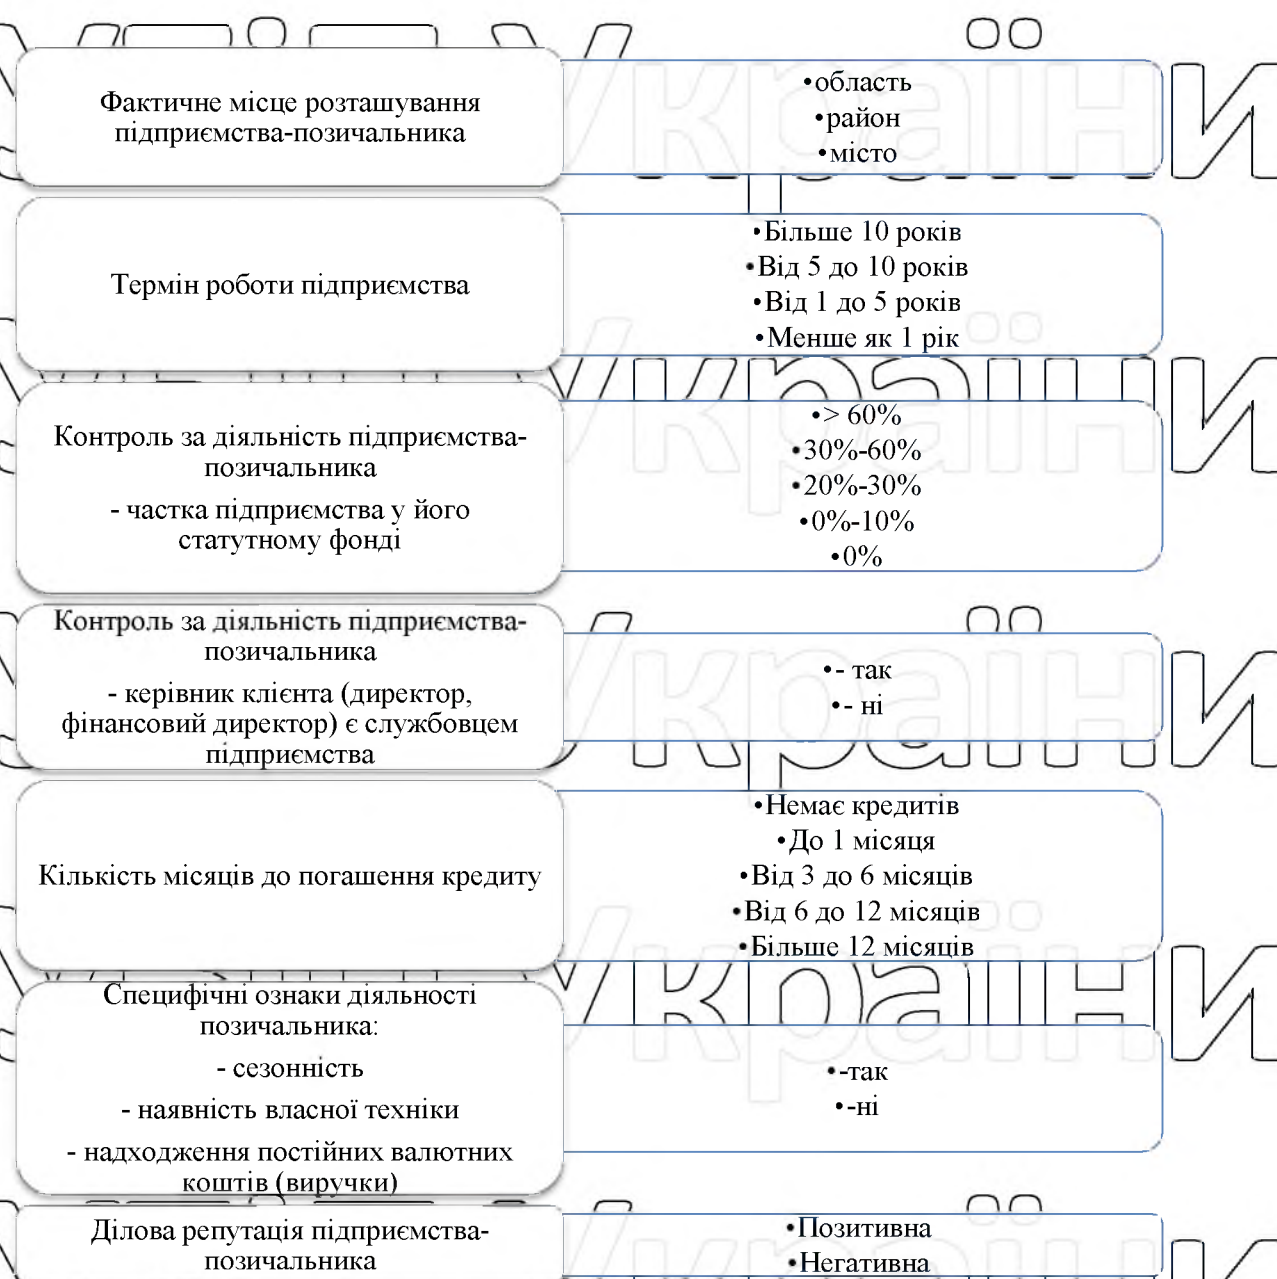 Фактичне місце розташування
підприємства-позичальника
•область
•район
•місто
Термін роботи підприємства
•Більше 10 років
•Від 5 до 10 років
•Від 1 до 5 років
•Менше як 1 рік
Контроль за діяльність підприємства-
позичальника
- частка підприємства у його
статутному фонді
•> 60%
•30%-60%
•20%-30%
•0%-10%
•0%
Контроль за діяльність підприємства-
позичальника
- керівник клієнта (директор,
фінансовий директор) є службовцем
підприємства
•- так
•- ні
Кількість місяців до погашення кредиту
•Немає кредитів
•До 1 місяця
•Від 3 до 6 місяців
•Від 6 до 12 місяців
•Більше 12 місяців
Специфічні ознаки діяльності
позичальника:
- сезонність
- наявність власної техніки
- надходження постійних валютних
коштів (виручки)
•-так
•-ні
Ділова репутація підприємства-
позичальника
•Позитивна
•Негативна
України
України
України
України
України